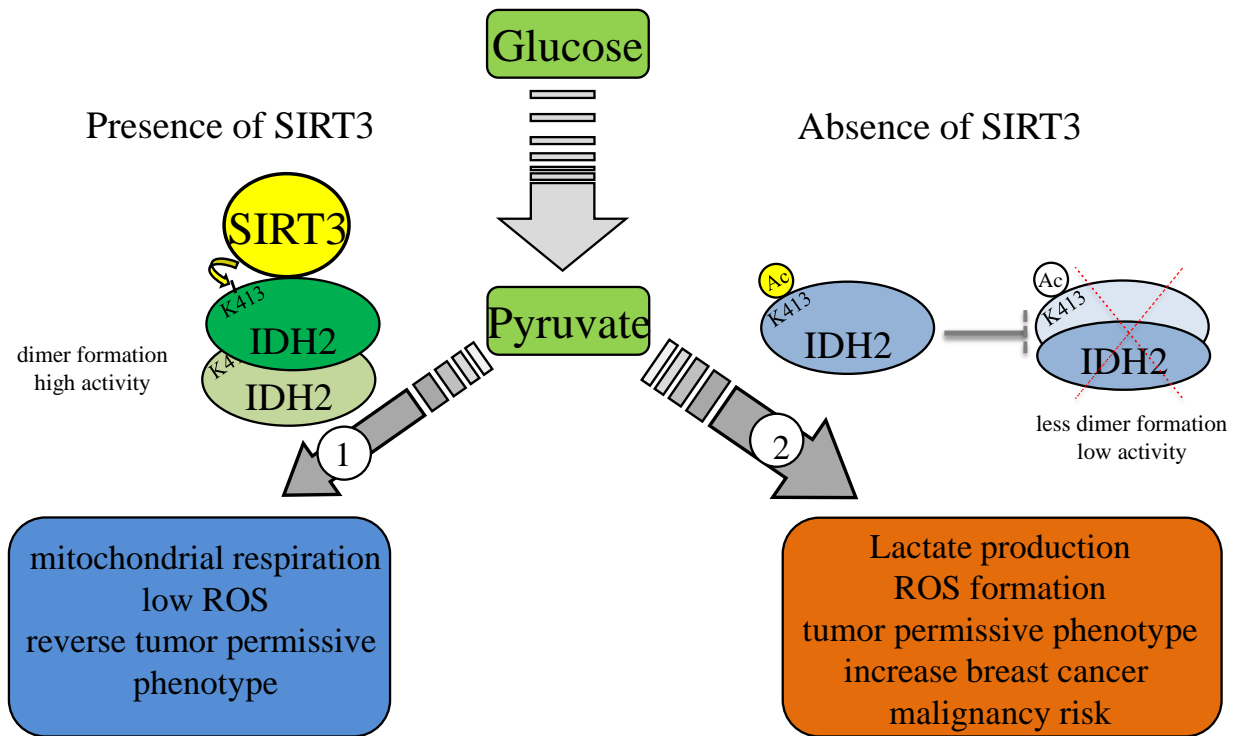 Glucose
Presence of SIRT3
Absence of SIRT3
SIRT3
K413
IDH2
IDH2
dimer formation
high activity
Pyruvate
Ac
K413
IDH2
Ac
K413
IDH2
less dimer formation
low activity
1
2
mitochondrial respiration
low ROS
reverse tumor permissive
phenotype
Lactate production
ROS formation
tumor permissive phenotype
increase breast cancer
malignancy risk